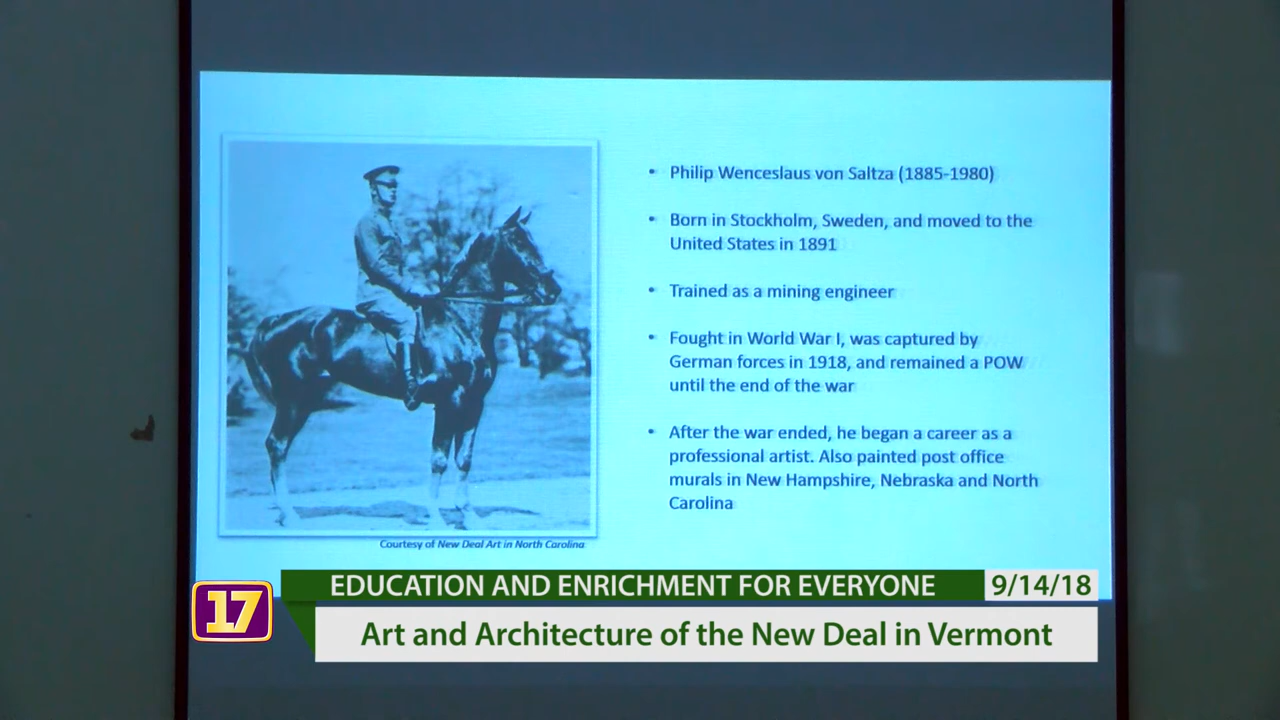 • Philip Wenceslaus von Saltza (1885-1980)
• Born in Stockholm, Sweden, and moved to the
United States in 1891
• Trained as a mining engineer
• Fought in World War I, was captured by
German forces in 1918, and remained a POW
until the end of the war
• After the war ended, he began a career as a
professional artist. Also painted post office
murals in New Hampshire, Nebraska and North
Carolina
Courtesy of New Deal Art in North Carolina
17
EDUCATION AND ENRICHMENT FOR EVERYONE
9/14/18
Art and Architecture of the New Deal in Vermont